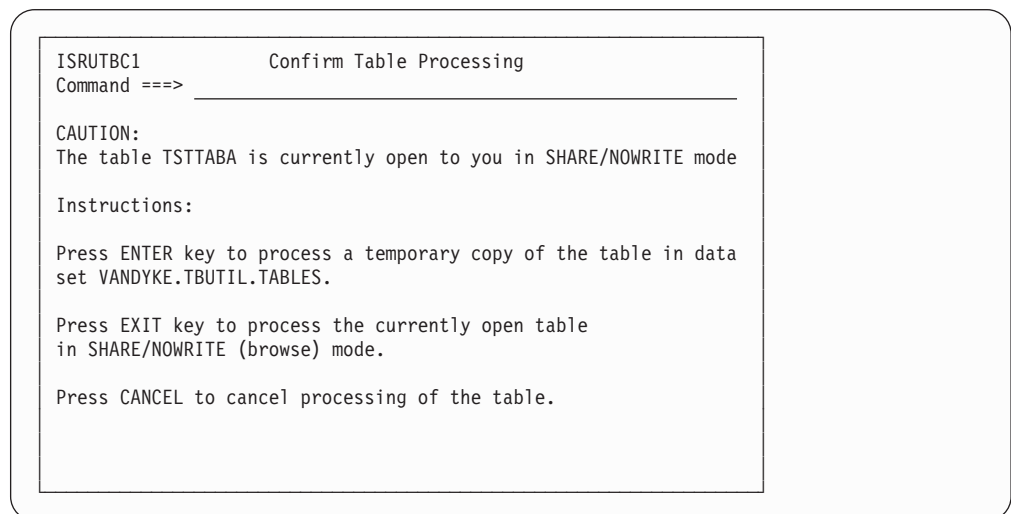 ISRUTBC1 Confirm Table Processing
Command ===>
CAUTION:
The table TSTTABA is currently open to you in SHARE/NOWRITE mode
Instructions:
Press ENTER key to process a temporary copy of the table in data
set VANDYKE.TBUTIL.TABLES.
Press EXIT key to process the currently open table
in SHARE/NOWRITE (browse) mode.
Press CANCEL to cancel processing of the table.